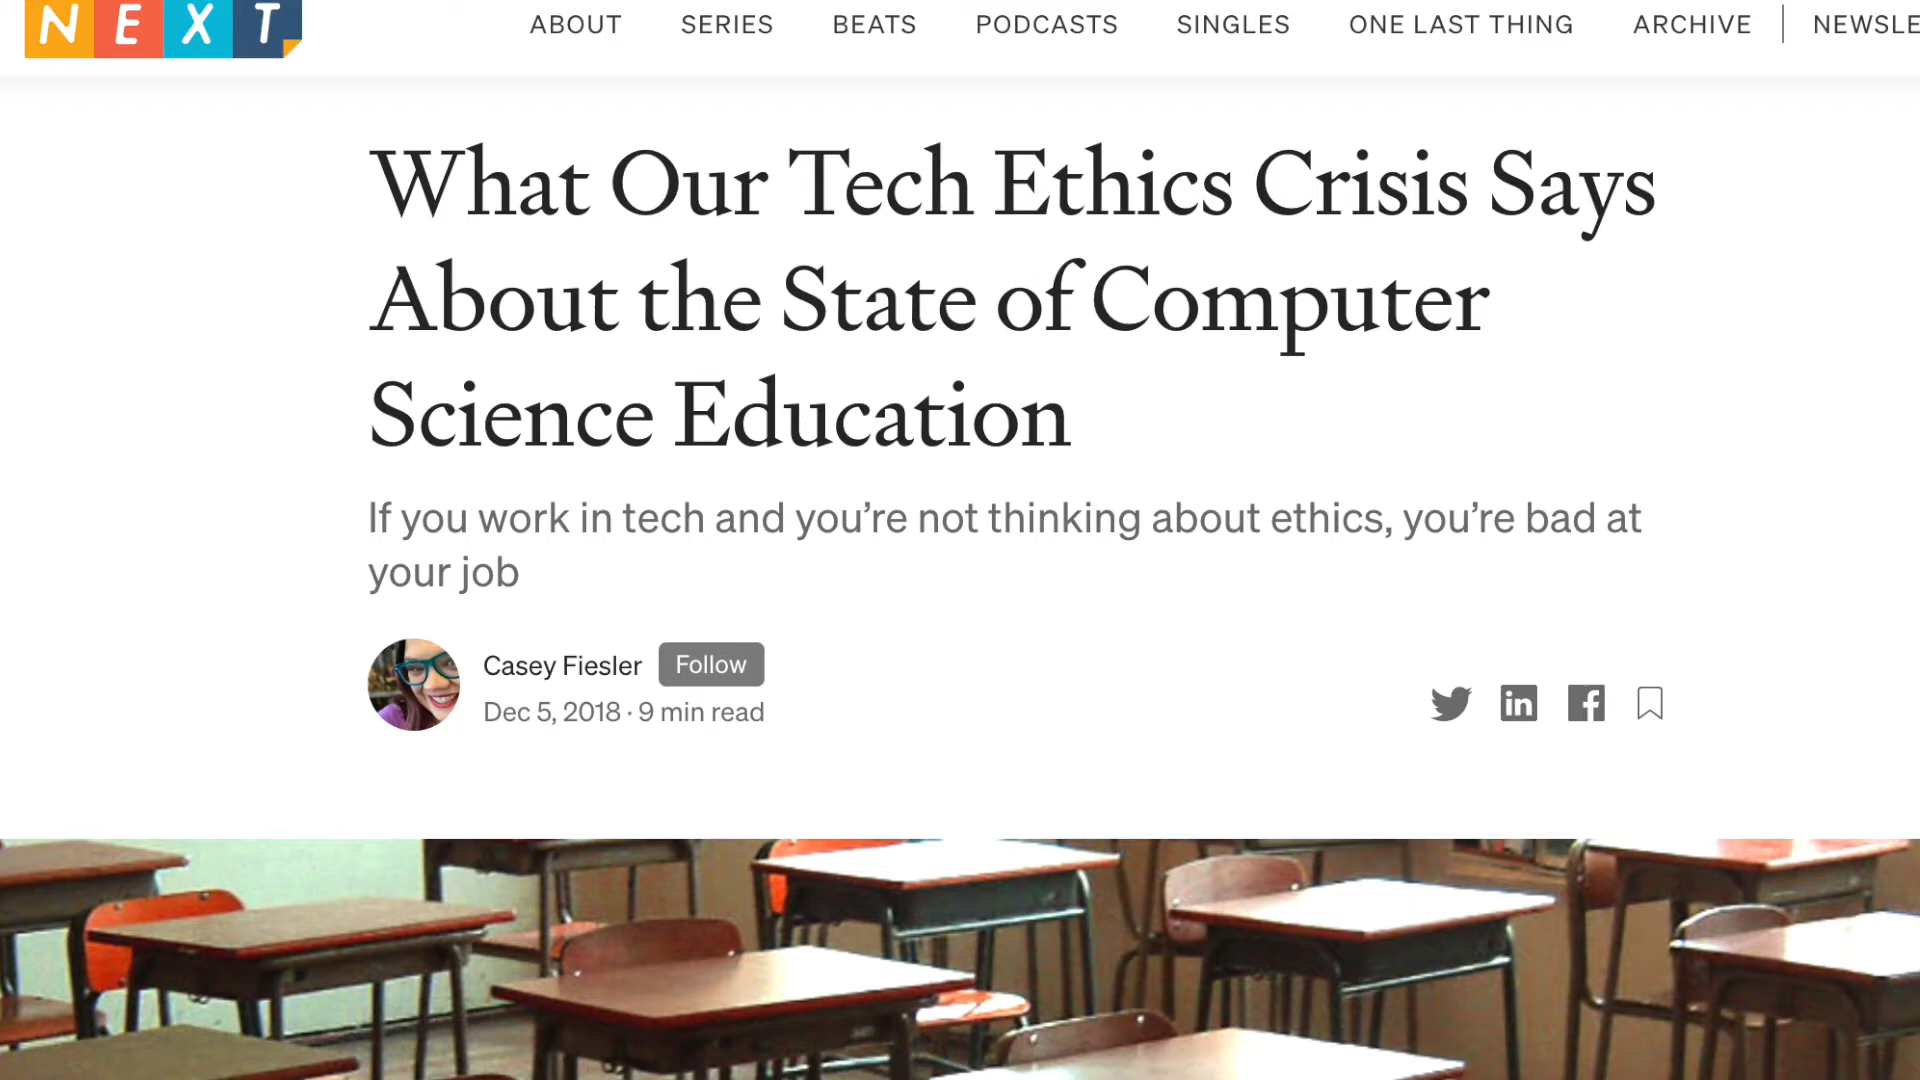 NEXT
ABOUT SERIES BEATS PODCASTS SINGLES ONE LAST THING ARCHIVE NEWSLE
What Our Tech Ethics Crisis Says
About the State of Computer
Science Education
If you work in tech and you’re not thinking about ethics, you’re bad at
your job
Casey Fiesler Follow
Dec 5, 2018 · 9 min read